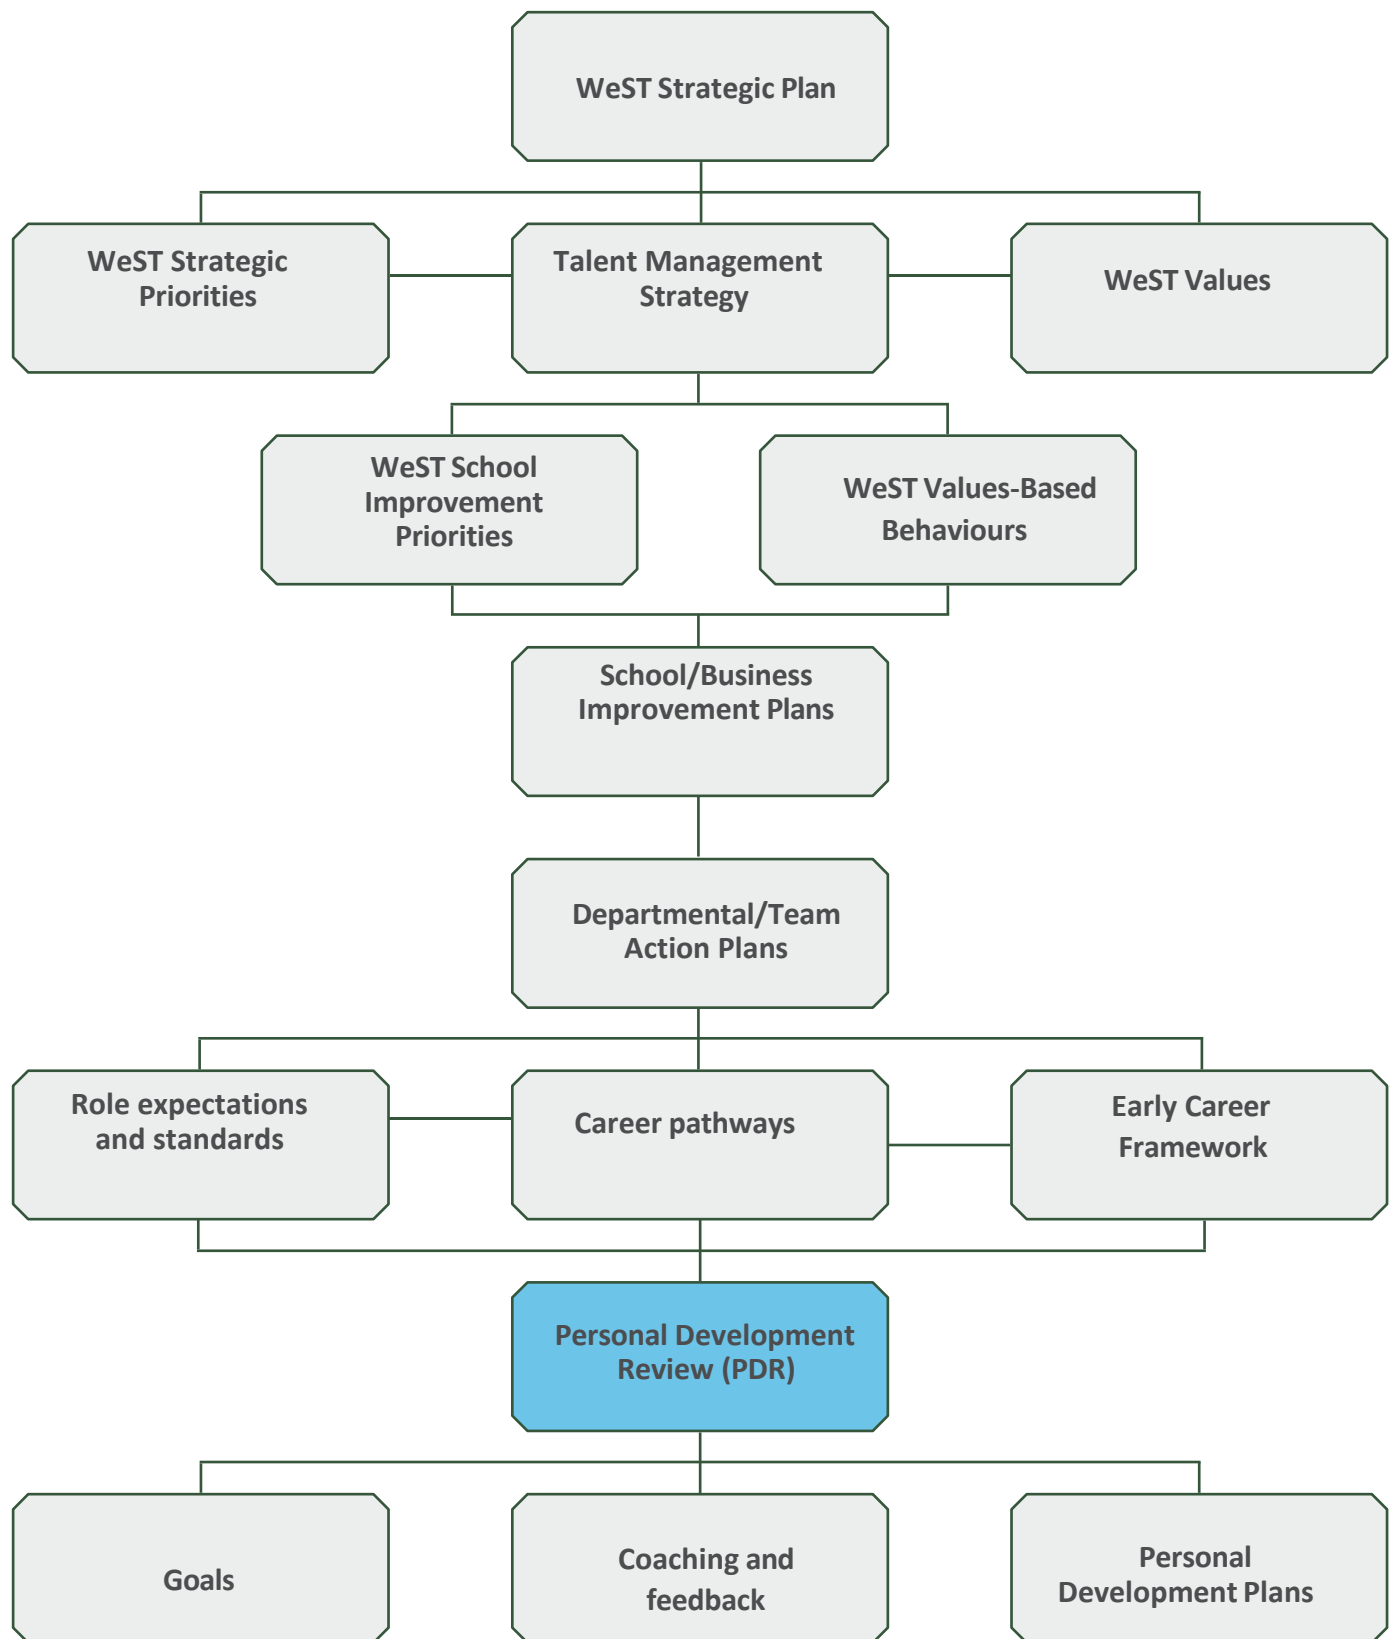 WeST Strategic Plan
WeST Strategic
Priorities
Talent Management
Strategy
WeST Values
WeST School
Improvement
Priorities
WeST Values-Based
Behaviours
School/Business
Improvement Plans
Departmental/Team
Action Plans
Role expectations
and standards
Career pathways
Early Career
Framework
Personal Development
Review (PDR)
Goals
Coaching and
feedback
Personal
Development Plans